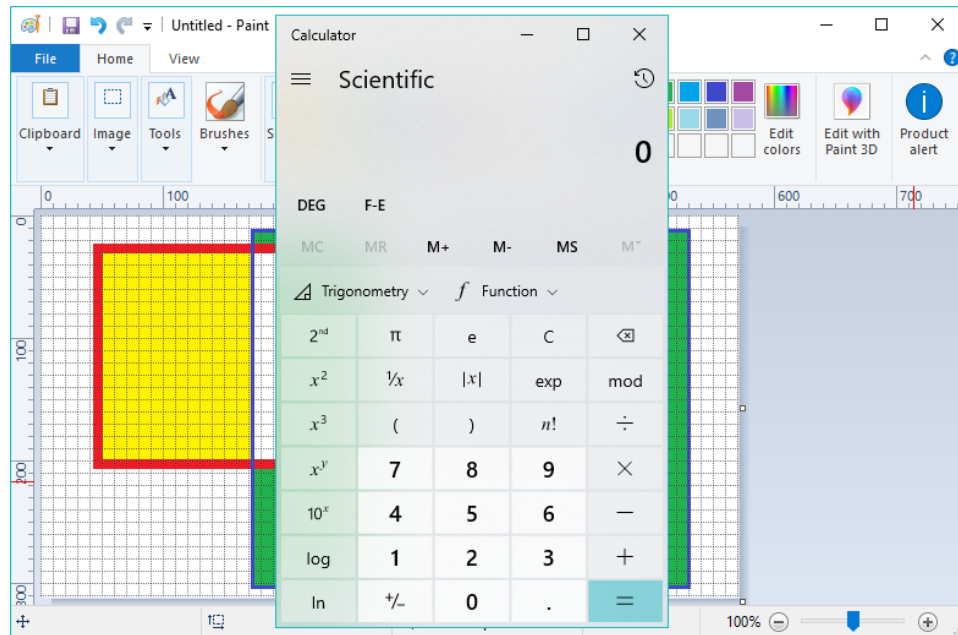 Untitled - Paint
File
Home
View
Clipboard
Image
Tools
Brushes
Edit colors
Edit with Paint 3D
Product alert
0
100
600
700
0
100
200
300
Calculator
Scientific
0
DEG F-E
MC MR M+ M- MS M˅
Trigonometry
f Function
2ⁿᵈ π e C
x² ¹/x |x| exp mod
x³ ( ) n! ÷
xʸ 7 8 9 ×
10ˣ 4 5 6 −
log 1 2 3 +
ln +/− 0 . =
100%